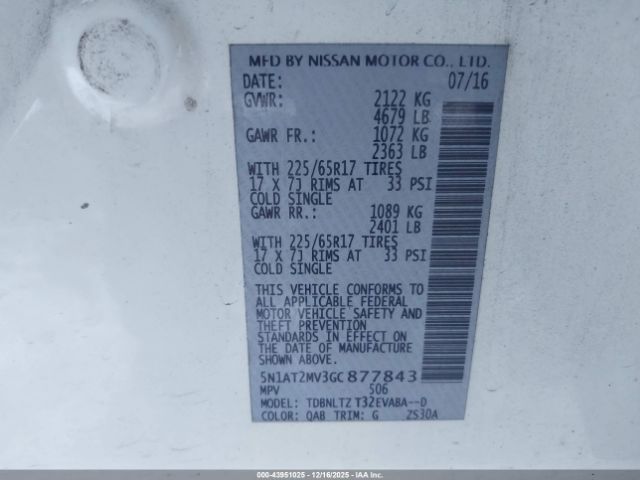 MFD BY NISSAN MOTOR CO., LTD.
DATE: 07/16
GVWR: 2122 KG
4679 LB
GAWR FR.: 1072 KG
2363 LB
WITH 225/65R17 TIRES
17 X 7J RIMS AT 33 PSI
COLD SINGLE
GAWR RR.: 1089 KG
2401 LB
WITH 225/65R17 TIRES
17 X 7J RIMS AT 33 PSI
COLD SINGLE
THIS VEHICLE CONFORMS TO
ALL APPLICABLE FEDERAL
MOTOR VEHICLE SAFETY AND
THEFT PREVENTION
STANDARDS IN EFFECT ON
THE DATE OF MANUFACTURE
SHOWN ABOVE.
5N1AT2MV3GC877843
MPV 506
MODEL: TDBNLTZ T32EVABA--D
COLOR: QAB TRIM: G ZS30A
000-43951025 - 12/16/2025 - IAA Inc.